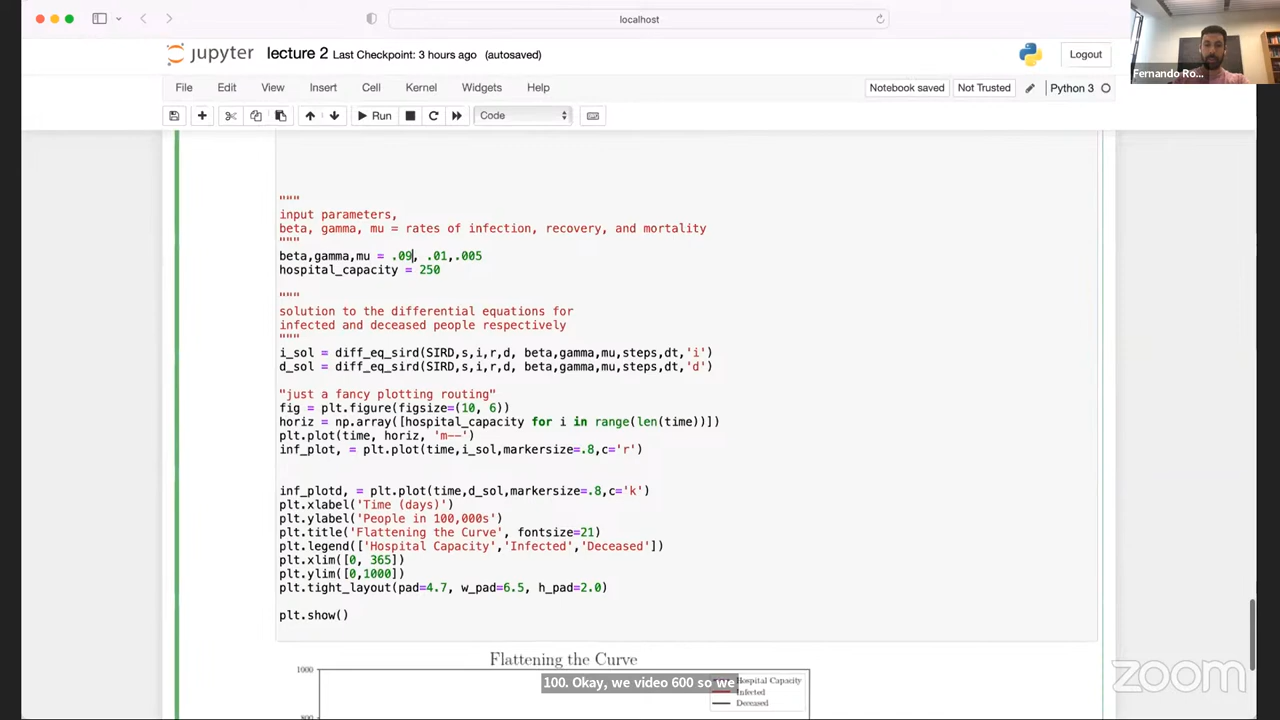 localhost
jupyter lecture 2 Last Checkpoint: 3 hours ago (autosaved)
Logout
Fernando Ro...
File Edit View Insert Cell Kernel Widgets Help
Notebook saved Not Trusted Python 3
Run Code
"""
input parameters,
beta, gamma, mu = rates of infection, recovery, and mortality
"""
beta,gamma,mu = .09, .01,.005
hospital_capacity = 250
"""
solution to the differential equations for
infected and deceased people respectively
"""
i_sol = diff_eq_sird(SIRD,s,i,r,d, beta,gamma,mu,steps,dt,'i')
d_sol = diff_eq_sird(SIRD,s,i,r,d, beta,gamma,mu,steps,dt,'d')
"just a fancy plotting routing"
fig = plt.figure(figsize=(10, 6))
horiz = np.array([hospital_capacity for i in range(len(time))])
plt.plot(time, horiz, 'm--')
inf_plot, = plt.plot(time,i_sol,markersize=.8,c='r')
inf_plotd, = plt.plot(time,d_sol,markersize=.8,c='k')
plt.xlabel('Time (days)')
plt.ylabel('People in 100,000s')
plt.title('Flattening the Curve', fontsize=21)
plt.legend(['Hospital Capacity','Infected','Deceased'])
plt.xlim([0, 365])
plt.ylim([0,1000])
plt.tight_layout(pad=4.7, w_pad=6.5, h_pad=2.0)
plt.show()
Flattening the Curve
1000
100. Okay, we video 600 so we
Hospital Capacity
Infected
Deceased
zoom